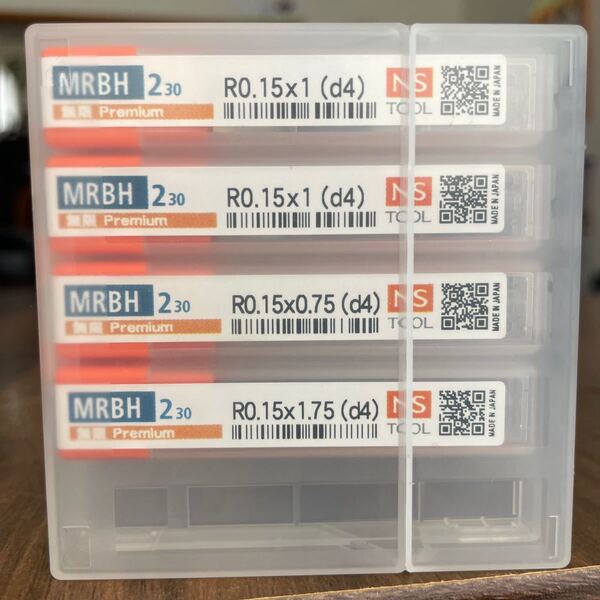 MRBH 230 R0.15x1 (d4) NS TOOL MADE IN JAPAN
無限 Premium
MRBH 230 R0.15x1 (d4) NS TOOL MADE IN JAPAN
無限 Premium
MRBH 230 R0.15x0.75 (d4) NS TOOL MADE IN JAPAN
無限 Premium
MRBH 230 R0.15x1.75 (d4) NS TOOL MADE IN JAPAN
無限 Premium